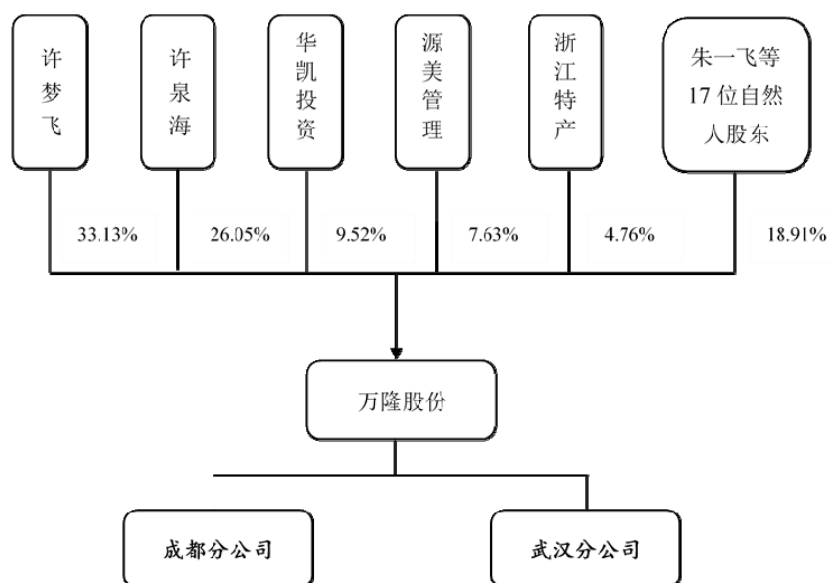 许梦飞
许泉海
华凯投资
源美管理
浙江特产
朱一飞等
17 位自然
人股东
33.13%
26.05%
9.52%
7.63%
4.76%
18.91%
万隆股份
成都分公司
武汉分公司